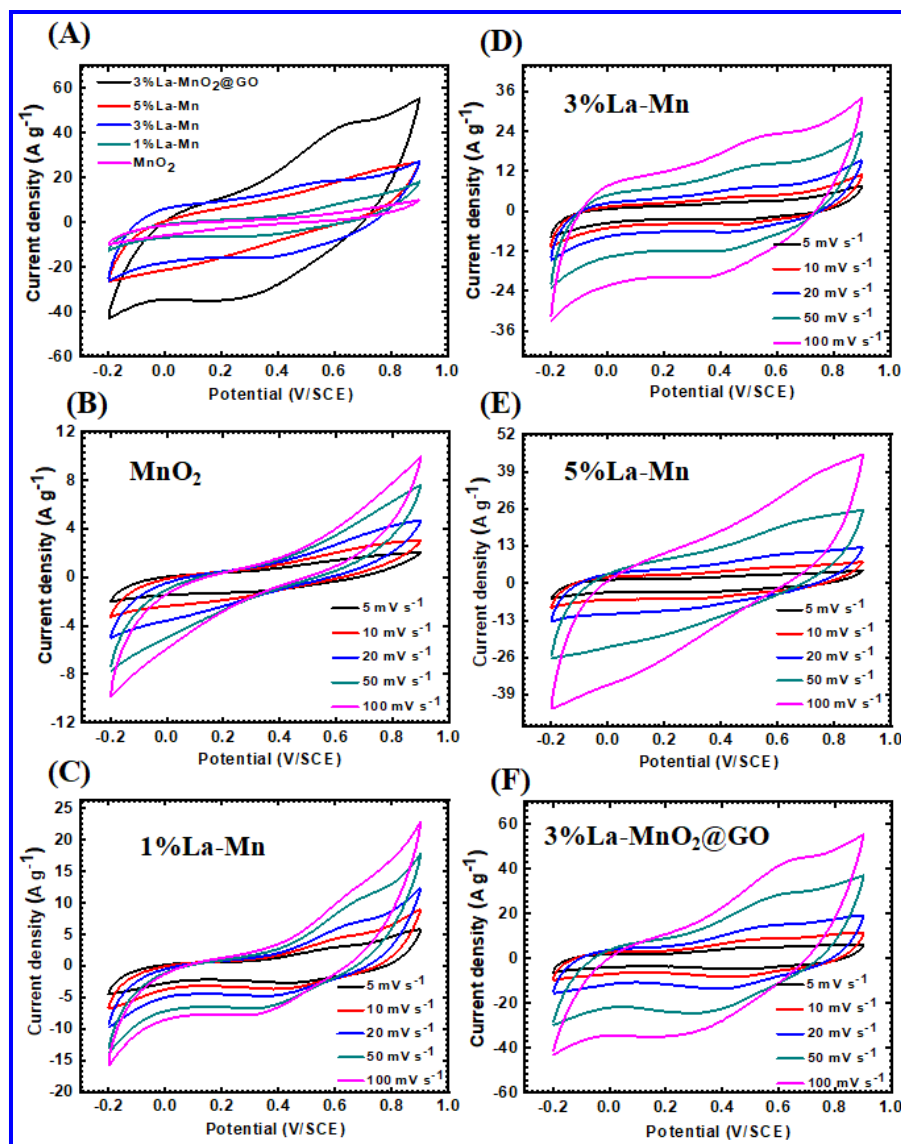 (A)
60
40
20
0
-20
-40
-60
Current density (A g⁻¹)
3%La-MnO₂@GO
5%La-Mn
3%La-Mn
1%La-Mn
MnO₂
-0.2 0.0 0.2 0.4 0.6 0.8 1.0
Potential (V/SCE)
(B)
12
8
4
0
-4
-8
-12
Current density (A g⁻¹)
MnO₂
5 mV s⁻¹
10 mV s⁻¹
20 mV s⁻¹
50 mV s⁻¹
100 mV s⁻¹
-0.2 0.0 0.2 0.4 0.6 0.8 1.0
Potential (V/SCE)
(C)
25
20
15
10
5
0
-5
-10
-15
-20
Current density (A g⁻¹)
1%La-Mn
5 mV s⁻¹
10 mV s⁻¹
20 mV s⁻¹
50 mV s⁻¹
100 mV s⁻¹
-0.2 0.0 0.2 0.4 0.6 0.8 1.0
Potential (V/SCE)
(D)
36
24
12
0
-12
-24
-36
Current density (A g⁻¹)
3%La-Mn
5 mV s⁻¹
10 mV s⁻¹
20 mV s⁻¹
50 mV s⁻¹
100 mV s⁻¹
-0.2 0.0 0.2 0.4 0.6 0.8 1.0
Potential (V/SCE)
(E)
52
39
26
13
0
-13
-26
-39
Current density (A g⁻¹)
5%La-Mn
5 mV s⁻¹
10 mV s⁻¹
20 mV s⁻¹
50 mV s⁻¹
100 mV s⁻¹
-0.2 0.0 0.2 0.4 0.6 0.8 1.0
Potential (V/SCE)
(F)
60
40
20
0
-20
-40
-60
Current density (A g⁻¹)
3%La-MnO₂@GO
5 mV s⁻¹
10 mV s⁻¹
20 mV s⁻¹
50 mV s⁻¹
100 mV s⁻¹
-0.2 0.0 0.2 0.4 0.6 0.8 1.0
Potential (V/SCE)